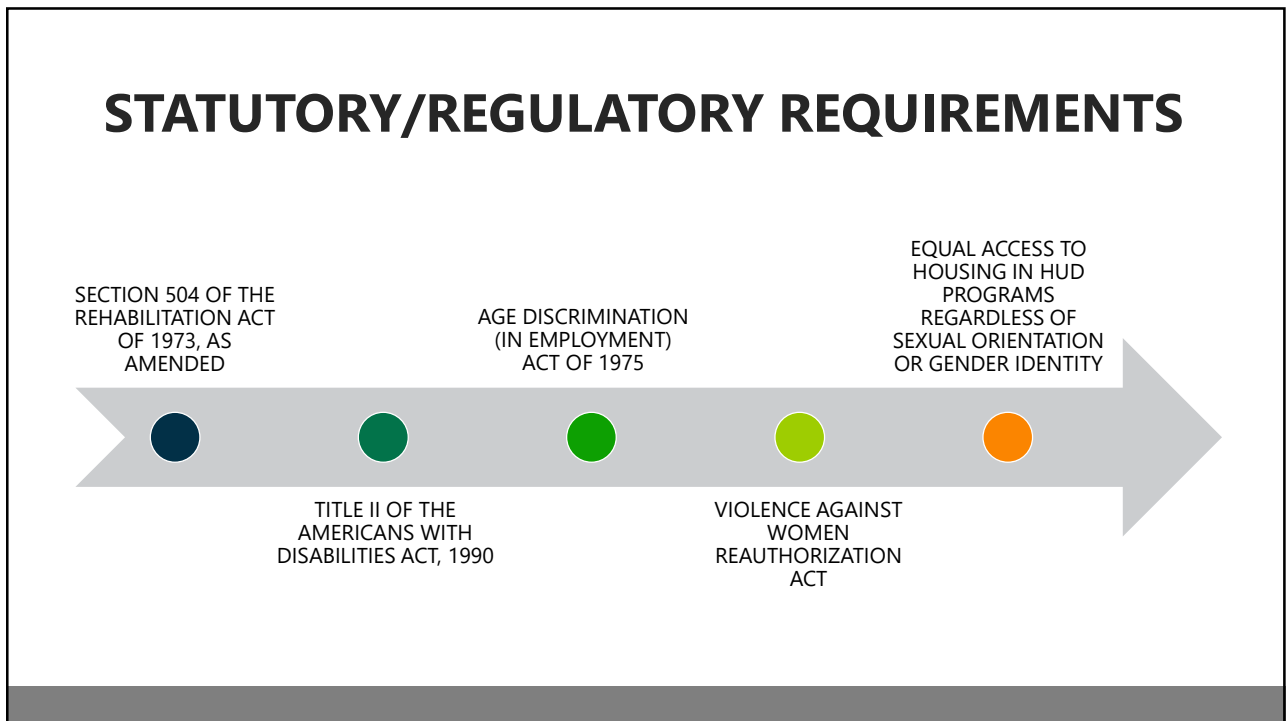 STATUTORY/REGULATORY REQUIREMENTS
SECTION 504 OF THE
REHABILITATION ACT
OF 1973, AS
AMENDED
TITLE II OF THE
AMERICANS WITH
DISABILITIES ACT, 1990
AGE DISCRIMINATION
(IN EMPLOYMENT)
ACT OF 1975
VIOLENCE AGAINST
WOMEN
REAUTHORIZATION
ACT
EQUAL ACCESS TO
HOUSING IN HUD
PROGRAMS
REGARDLESS OF
SEXUAL ORIENTATION
OR GENDER IDENTITY